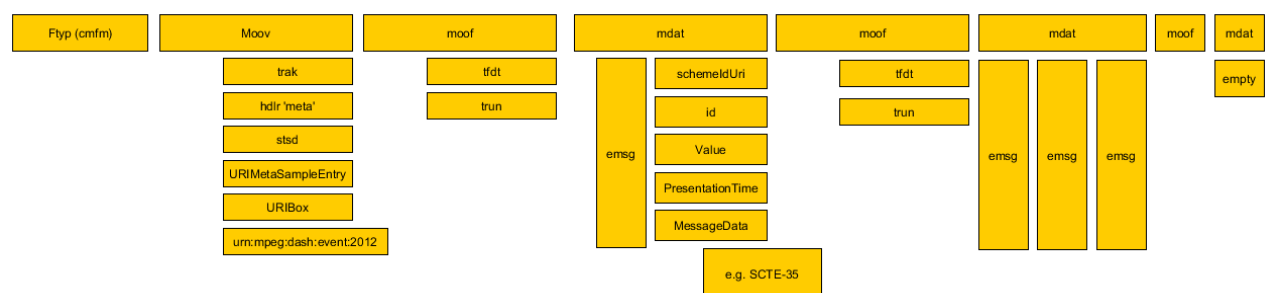 Ftyp (cmfm)
Moov
moof
mdat
moof
mdat
moof
mdat
trak
hdlr 'meta'
stsd
URIMetaSampleEntry
URIBox
urn:mpeg:dash:event:2012
tfdt
trun
emsg
schemeIdUri
id
Value
PresentationTime
MessageData
e.g. SCTE-35
tfdt
trun
emsg
emsg
emsg
empty